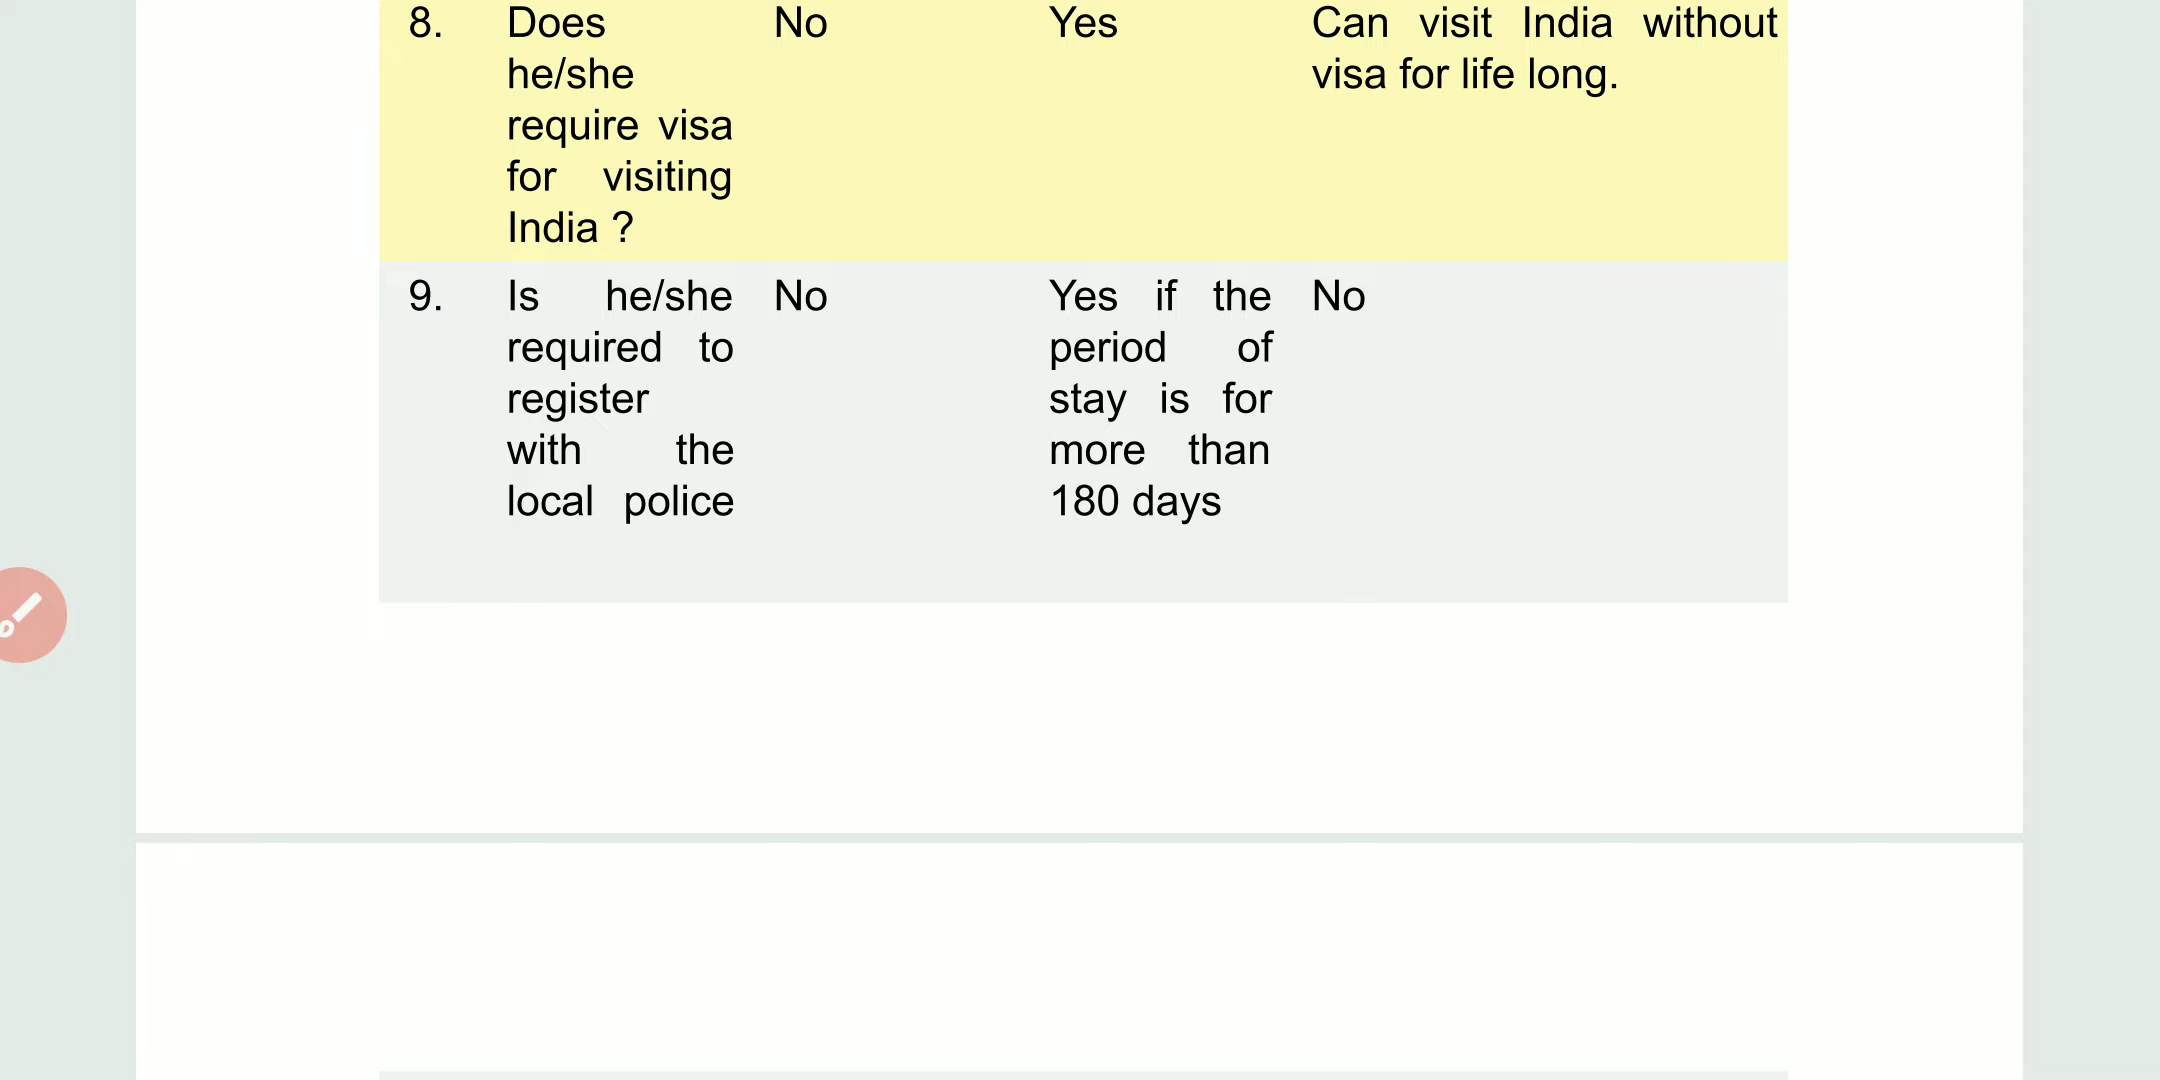 8. Does No Yes Can visit India without
he/she visa for life long.
require visa
for visiting
India ?
9. Is he/she No Yes if the No
required to period of
register stay is for
with the more than
local police 180 days